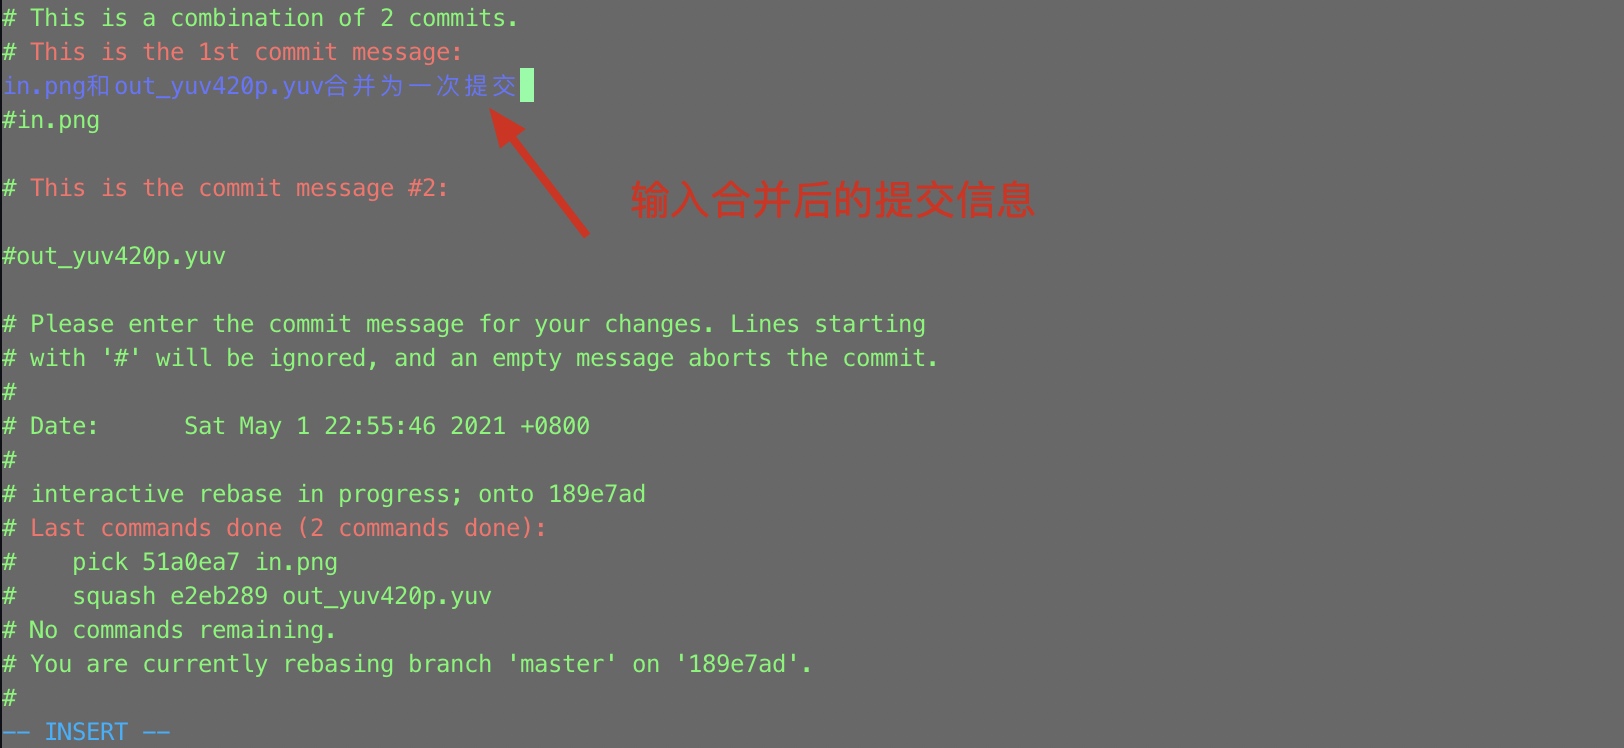 # This is a combination of 2 commits.
# This is the 1st commit message:
in.png和out_yuv420p.yuv合并为一次提交
#in.png
# This is the commit message #2:
输入合并后的提交信息
#out_yuv420p.yuv
# Please enter the commit message for your changes. Lines starting
# with '#' will be ignored, and an empty message aborts the commit.
#
# Date:      Sat May 1 22:55:46 2021 +0800
#
# interactive rebase in progress; onto 189e7ad
# Last commands done (2 commands done):
#    pick 51a0ea7 in.png
#    squash e2eb289 out_yuv420p.yuv
# No commands remaining.
# You are currently rebasing branch 'master' on '189e7ad'.
#
-- INSERT --